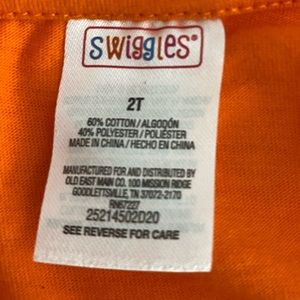 swiggles®
2T
60% COTTON / ALGODÓN
40% POLYESTER / POLIÉSTER
MADE IN CHINA / HECHO EN CHINA
MANUFACTURED FOR AND DISTRIBUTED BY
OLD EAST MAIN CO. 100 MISSION RIDGE
GOODLETTSVILLE, TN 37072-2170
RN67227
25214502D20
SEE REVERSE FOR CARE